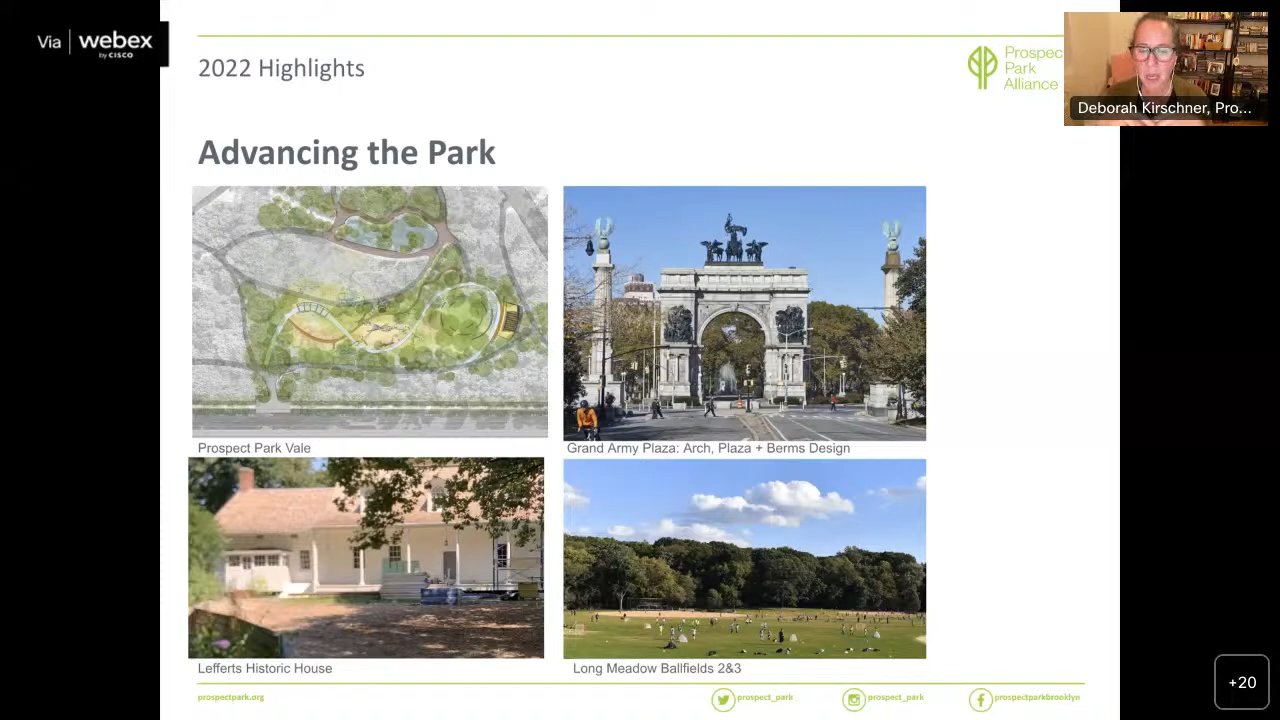 Via webex
by CISCO
2022 Highlights
Prospec
Park
Alliance
Deborah Kirschner, Pro...
Advancing the Park
Prospect Park Vale
Grand Army Plaza: Arch, Plaza + Berms Design
Lefferts Historic House
Long Meadow Ballfields 2&3
+20
prospectpark.org
prospect_park
prospect_park
prospectparkbrooklyn